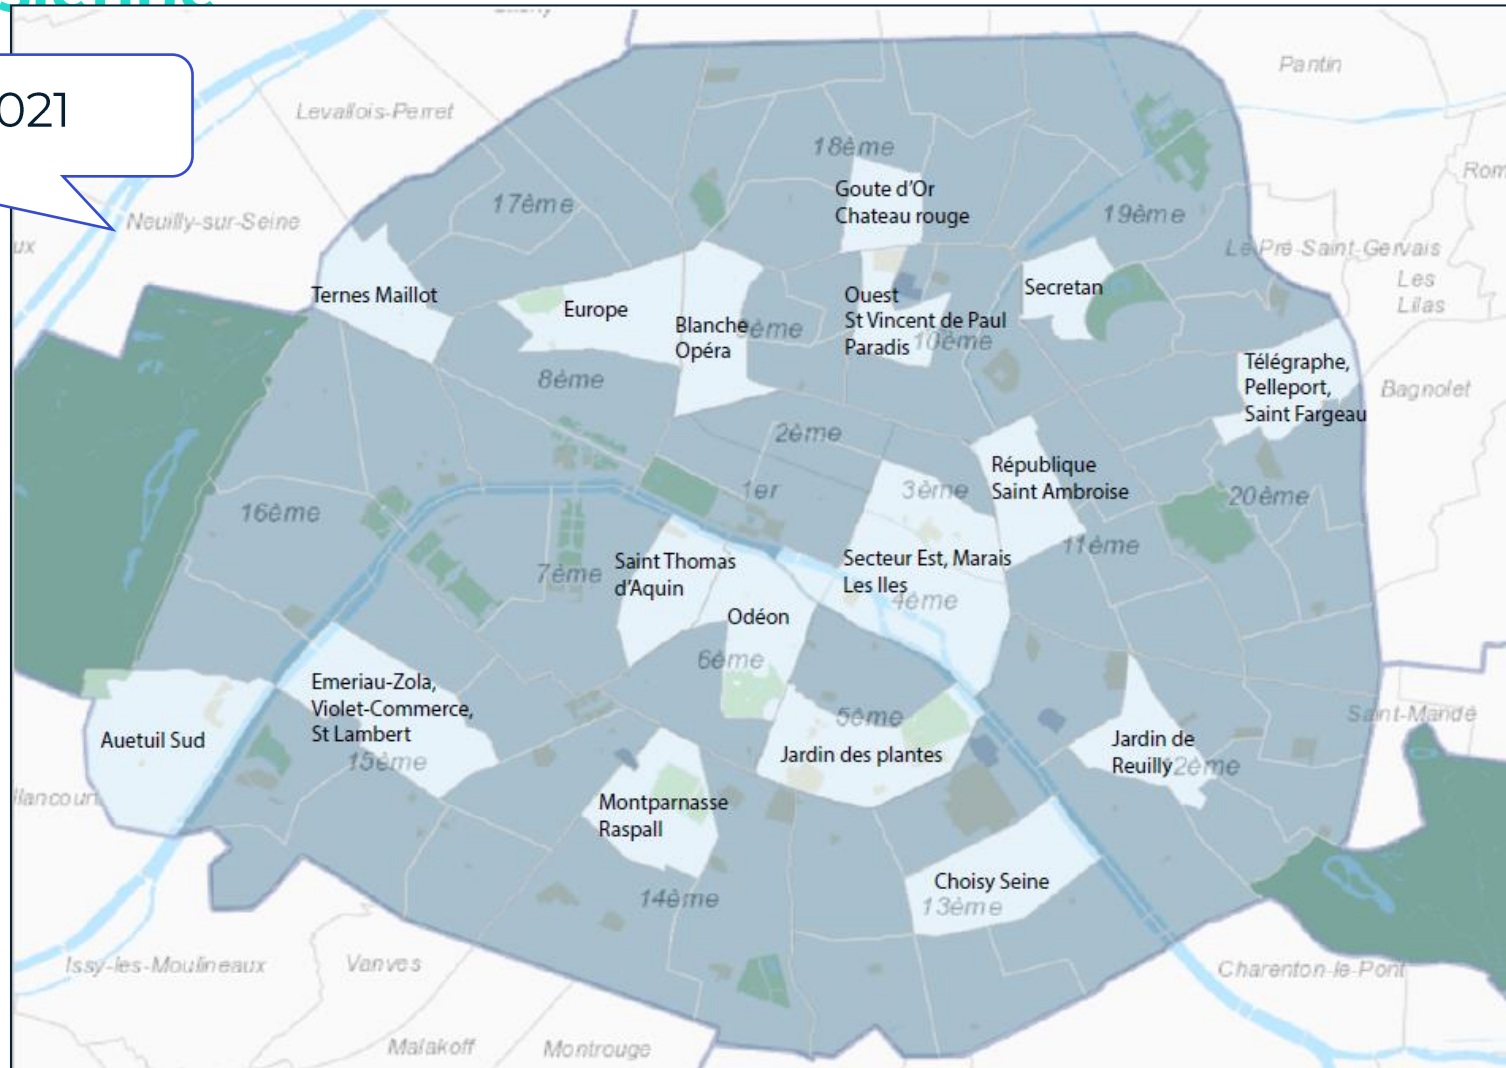 021
Pantin
Levallois-Perret
18ème
Rom
Goute d'Or
Chateau rouge
17ème
19ème
Neuilly-sur-Seine
ux
Le Pré-Saint-Gervais
Les
Lilas
Ternes Maillot
Europe
Ouest
St Vincent de Paul
Paradis
10ème
Secretan
Blanche
Opéra
ème
Télégraphe,
Pelleport,
Saint Fargeau
8ème
Bagnolet
2ème
République
Saint Ambroise
1er
3ème
20ème
16ème
11ème
Saint Thomas
d'Aquin
7ème
Secteur Est, Marais
Les Iles
4ème
Odéon
6ème
Emeriau-Zola,
Violet-Commerce,
St Lambert
15ème
5ème
Jardin des plantes
Saint-Mandé
Auetuil Sud
Jardin de
Reuilly
2ème
llancourt
Montparnasse
Raspall
Choisy Seine
13ème
14ème
Issy-les-Moulineaux
Vanves
Charenton-le-Pont
Malakoff
Montrouge